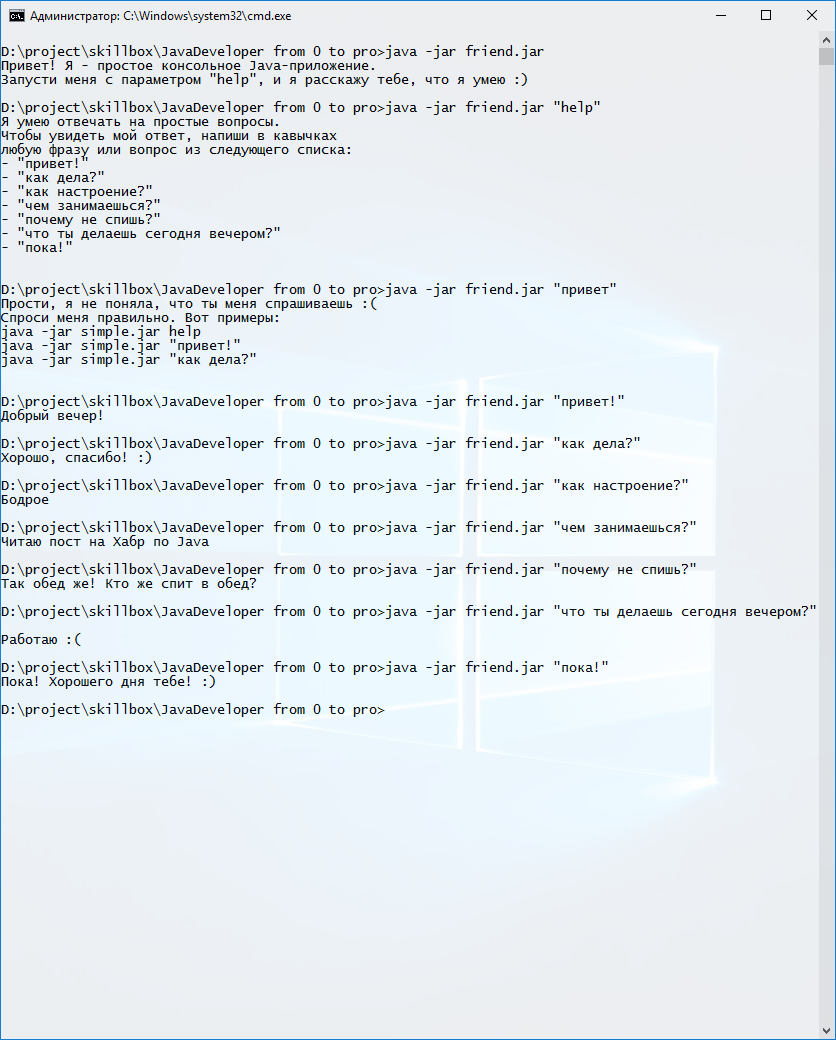 Администратор: C:\Windows\system32\cmd.exe
D:\project\skillbox\JavaDeveloper from 0 to pro>java -jar friend.jar
Привет! Я - простое консольное Java-приложение.
Запусти меня с параметром "help", и я расскажу тебе, что я умею :)
D:\project\skillbox\JavaDeveloper from 0 to pro>java -jar friend.jar "help"
Я умею отвечать на простые вопросы.
Чтобы увидеть мой ответ, напиши в кавычках
любую фразу или вопрос из следующего списка:
- "привет!"
- "как дела?"
- "как настроение?"
- "чем занимаешься?"
- "почему не спишь?"
- "что ты делаешь сегодня вечером?"
- "пока!"
D:\project\skillbox\JavaDeveloper from 0 to pro>java -jar friend.jar "привет"
Прости, я не поняла, что ты меня спрашиваешь :(
Спроси меня правильно. Вот примеры:
java -jar simple.jar help
java -jar simple.jar "привет!"
java -jar simple.jar "как дела?"
D:\project\skillbox\JavaDeveloper from 0 to pro>java -jar friend.jar "привет!"
Добрый вечер!
D:\project\skillbox\JavaDeveloper from 0 to pro>java -jar friend.jar "как дела?"
Хорошо, спасибо! :)
D:\project\skillbox\JavaDeveloper from 0 to pro>java -jar friend.jar "как настроение?"
Бодрое
D:\project\skillbox\JavaDeveloper from 0 to pro>java -jar friend.jar "чем занимаешься?"
Читаю пост на Хабр по Java
D:\project\skillbox\JavaDeveloper from 0 to pro>java -jar friend.jar "почему не спишь?"
Так обед же! Кто же спит в обед?
D:\project\skillbox\JavaDeveloper from 0 to pro>java -jar friend.jar "что ты делаешь сегодня вечером?"
Работаю :(
D:\project\skillbox\JavaDeveloper from 0 to pro>java -jar friend.jar "пока!"
Пока! Хорошего дня тебе! :)
D:\project\skillbox\JavaDeveloper from 0 to pro>